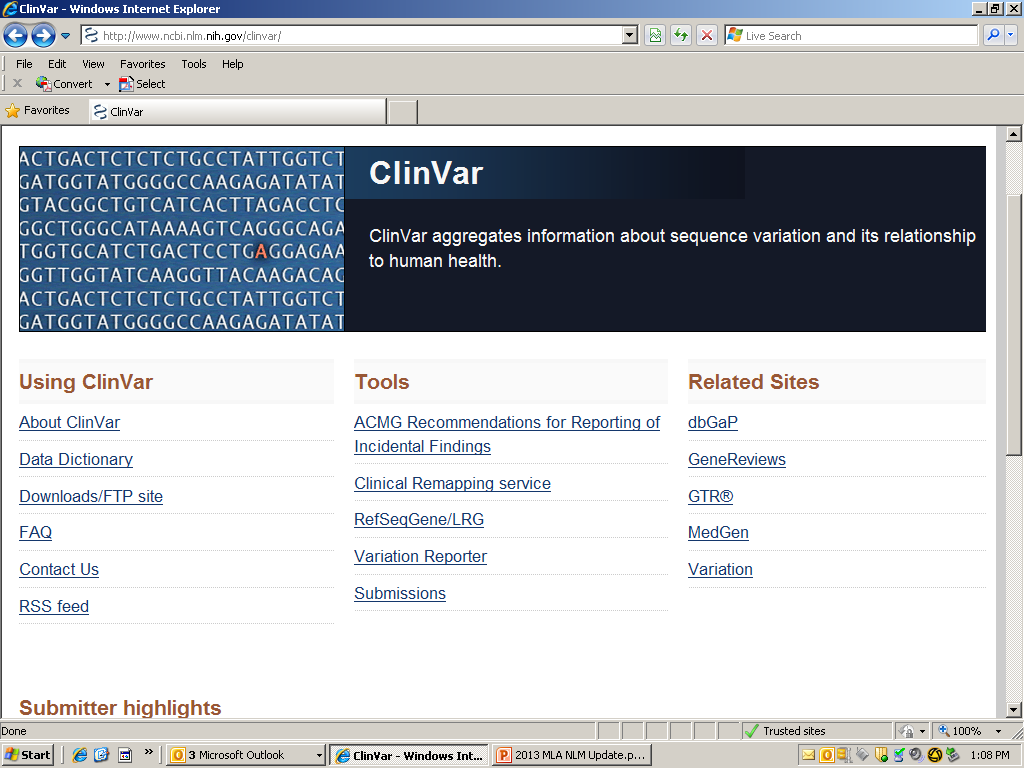 ClinVar - Windows Internet Explorer
http://www.ncbi.nlm.nih.gov/clinvar/
Live Search
File Edit View Favorites Tools Help
x Convert Select
Favorites ClinVar
ACTGACTCTCTCTGCCTATTGGTCT
GATGGTATGGGGCCAAGAGATATAT
GTACGGCTGTCATCACTTAGACCTC
GGCTGGGCATAAAAGTCAGGGCAGA
TGGTGCATCTGACTCCTGAGGAGAA
GGTTGGTATCAAGGTTACAAGACAG
ACTGACTCTCTCTGCCTATTGGTCT
GATGGTATGGGGCCAAGAGATATAT
ClinVar
ClinVar aggregates information about sequence variation and its relationship
to human health.
Using ClinVar
About ClinVar
Data Dictionary
Downloads/FTP site
FAQ
Contact Us
RSS feed
Tools
ACMG Recommendations for Reporting of
Incidental Findings
Clinical Remapping service
RefSeqGene/LRG
Variation Reporter
Submissions
Related Sites
dbGaP
GeneReviews
GTR®
MedGen
Variation
Submitter highlights
Done Trusted sites 100%
Start » 3 Microsoft Outlook ClinVar - Windows Int... 2013 MLA NLM Update.p... 1:08 PM